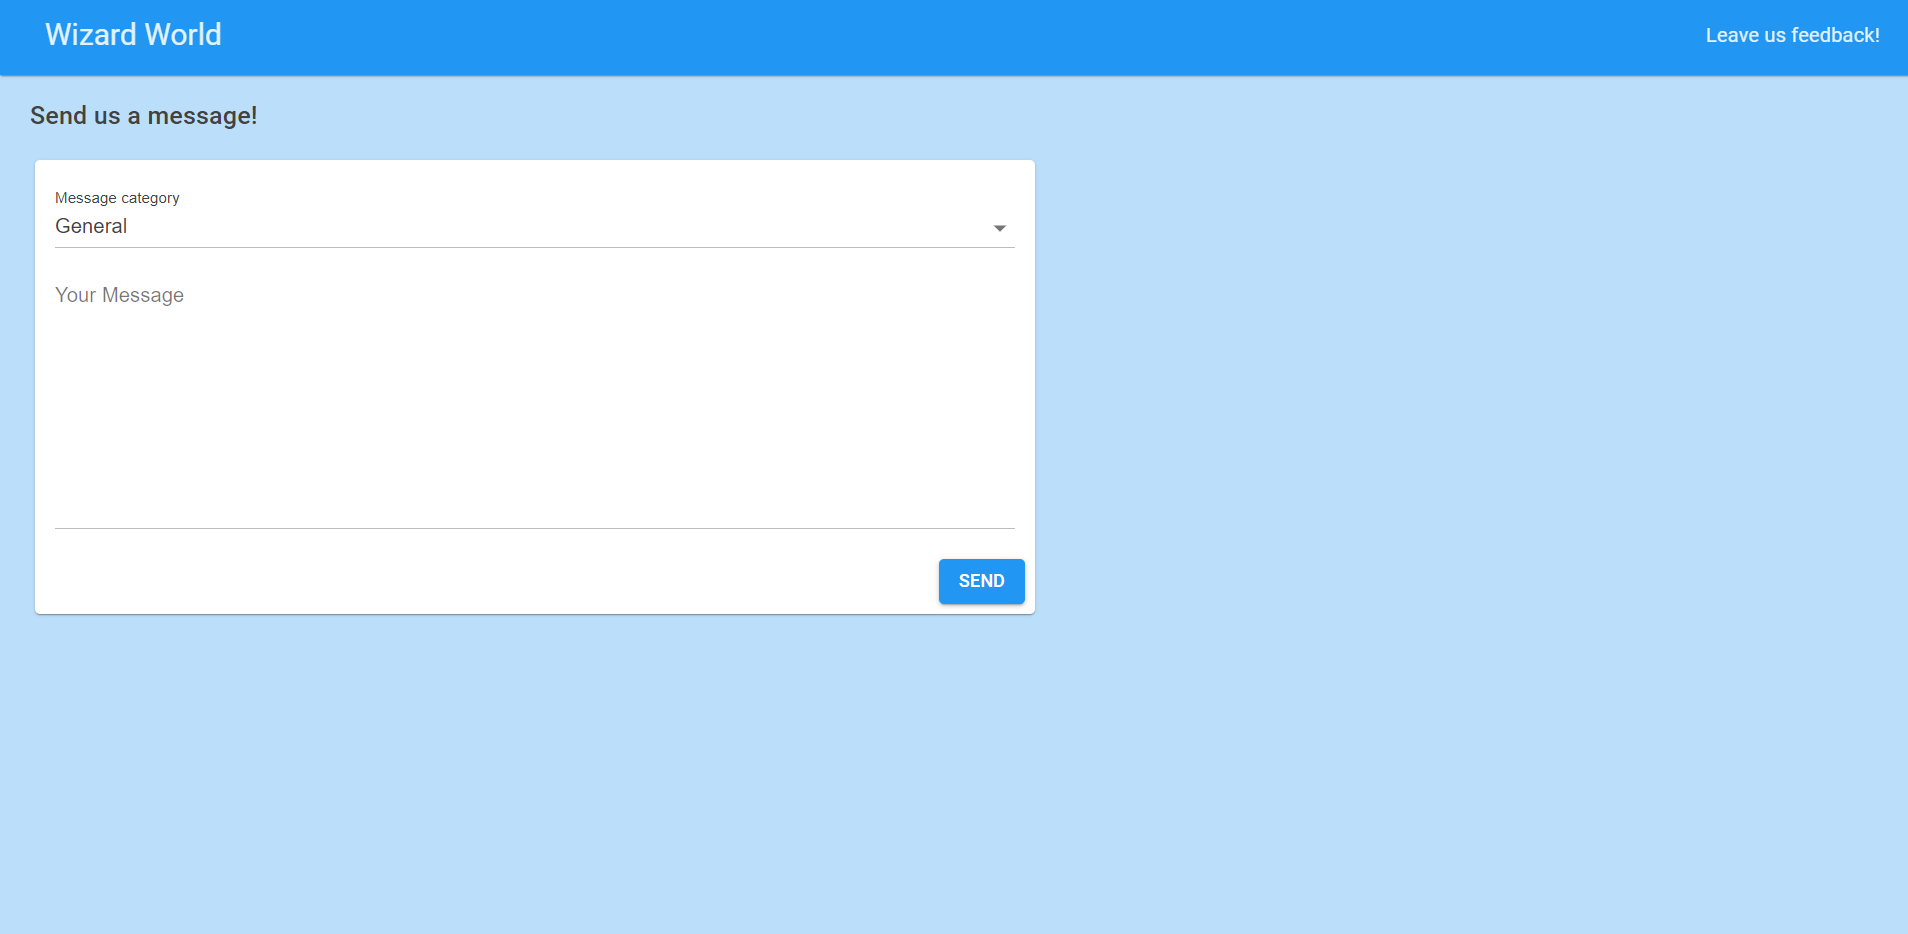 Wizard World
Leave us feedback!
Send us a message!
Message category
General
Your Message
SEND